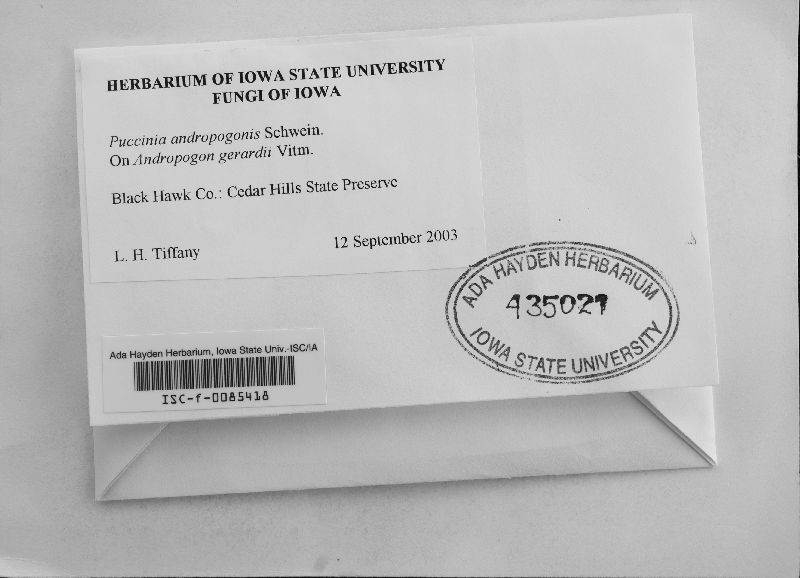 HERBARIUM OF IOWA STATE UNIVERSITY
FUNGI OF IOWA
Puccinia andropogonis Schwein.
On Andropogon gerardii Vitm.
Black Hawk Co.: Cedar Hills State Preserve
L. H. Tiffany
12 September 2003
ADA HAYDEN HERBARIUM
435027
IOWA STATE UNIVERSITY
Ada Hayden Herbarium, Iowa State Univ.-ISC/IA
ISC-f-0085418